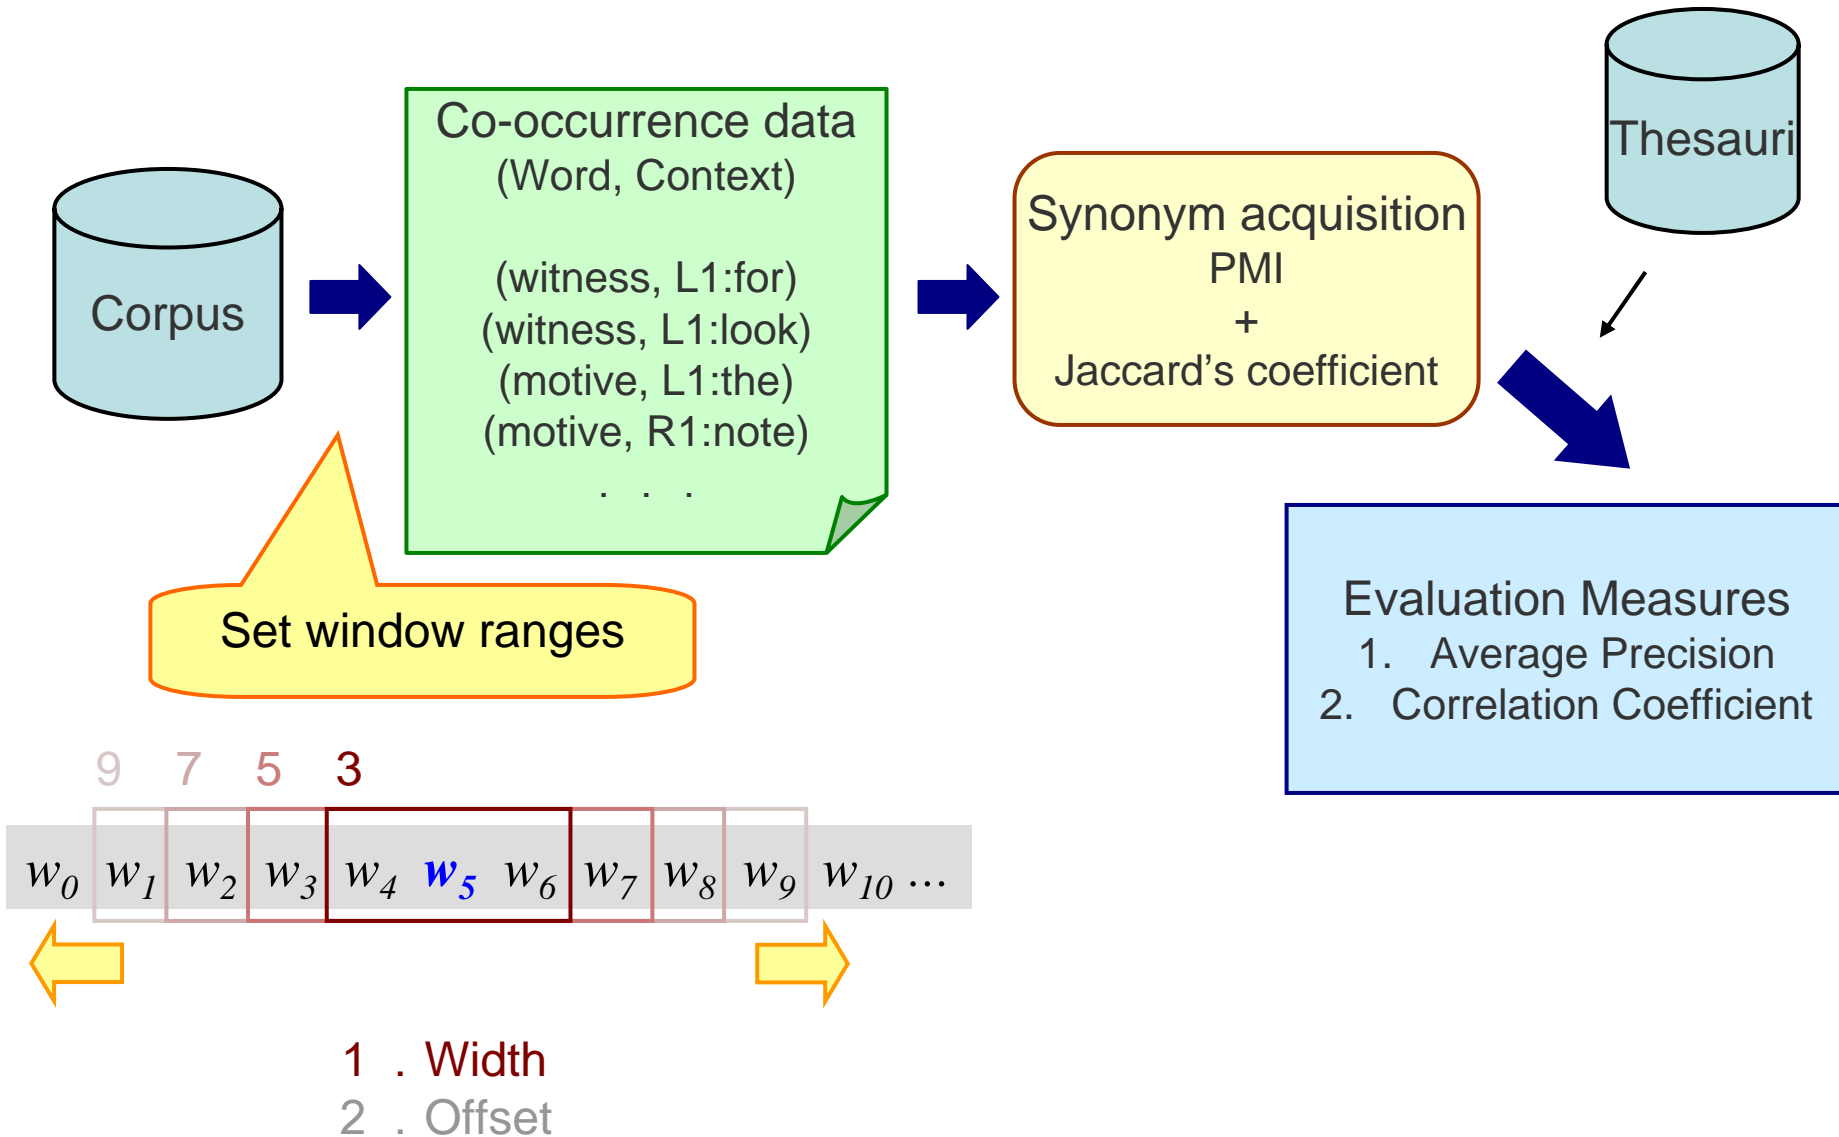 Thesauri
Co-occurrence data
(Word, Context)
(witness, L1:for)
(witness, L1:look)
(motive, L1:the)
(motive, R1:note)
. . .
Corpus
Synonym acquisition
PMI
+
Jaccard’s coefficient
Set window ranges
Evaluation Measures
1. Average Precision
2. Correlation Coefficient
9 7 5 3
w0 w1 w2 w3 w4 w5 w6 w7 w8 w9 w10 ...
1 . Width
2 . Offset